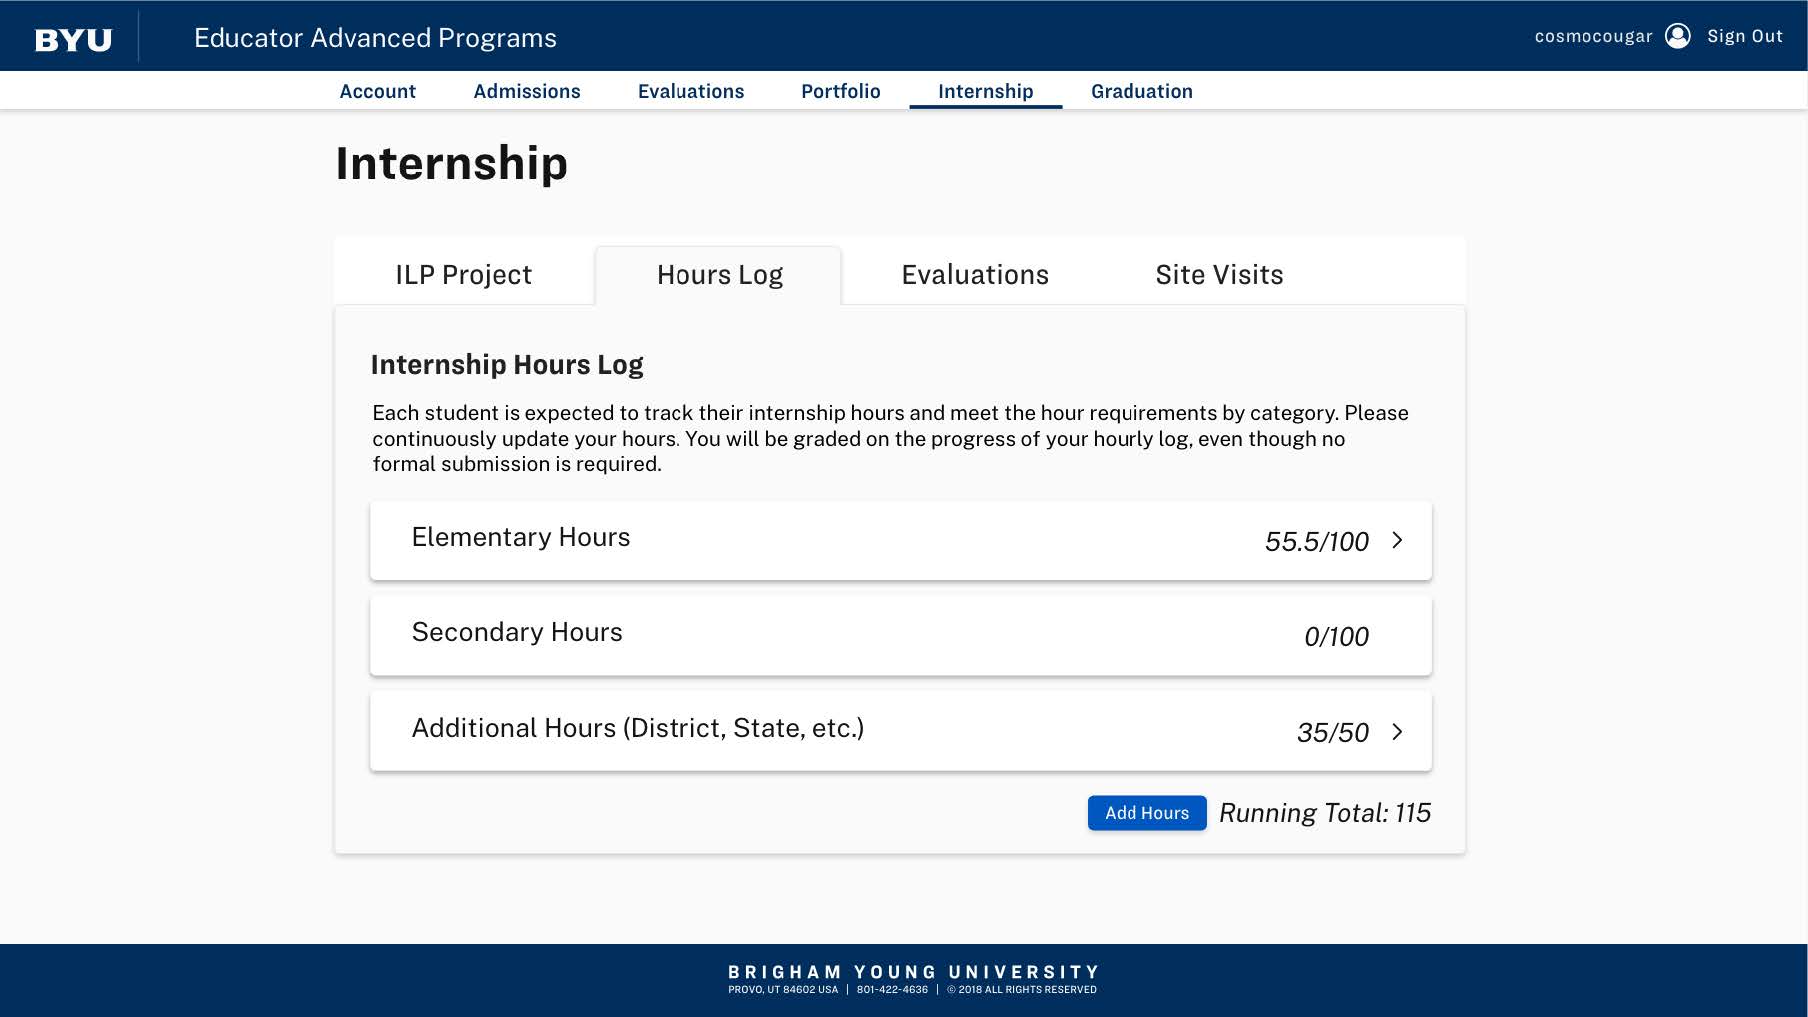 BYU
Educator Advanced Programs
cosmocougar
Sign Out
Account
Admissions
Evaluations
Portfolio
Internship
Graduation
Internship
ILP Project
Hours Log
Evaluations
Site Visits
Internship Hours Log
Each student is expected to track their internship hours and meet the hour requirements by category. Please
continuously update your hours. You will be graded on the progress of your hourly log, even though no
formal submission is required.
Elementary Hours
55.5/100
Secondary Hours
0/100
Additional Hours (District, State, etc.)
35/50
Add Hours
Running Total: 115
BRIGHAM YOUNG UNIVERSITY
PROVO, UT 84602 USA | 801-422-4636 | © 2018 ALL RIGHTS RESERVED